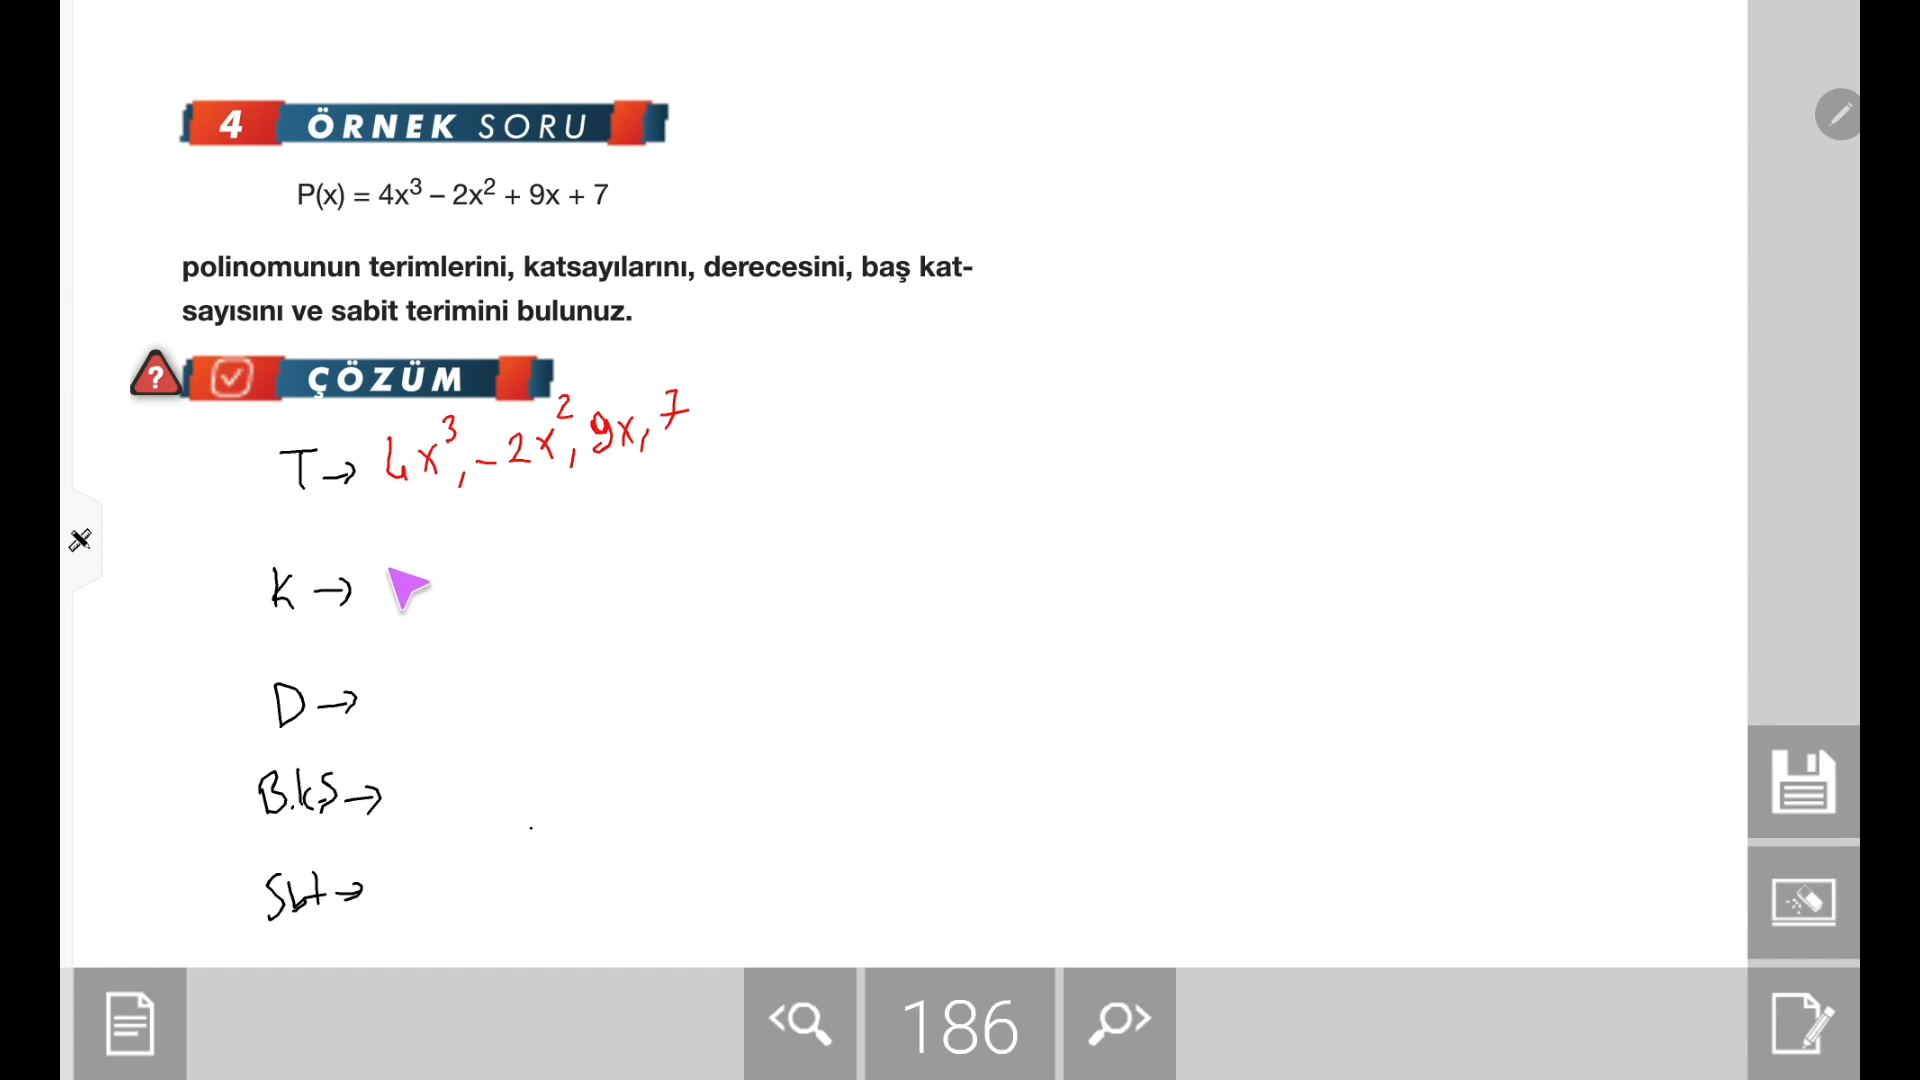 4 ÖRNEK SORU
P(x) = 4x³ – 2x² + 9x + 7
polinomunun terimlerini, katsayılarını, derecesini, baş kat-
sayısını ve sabit terimini bulunuz.
? ÇÖZÜM
T → 4x³, -2x², 9x, 7
K →
D →
B.k.S →
Sbt →
186